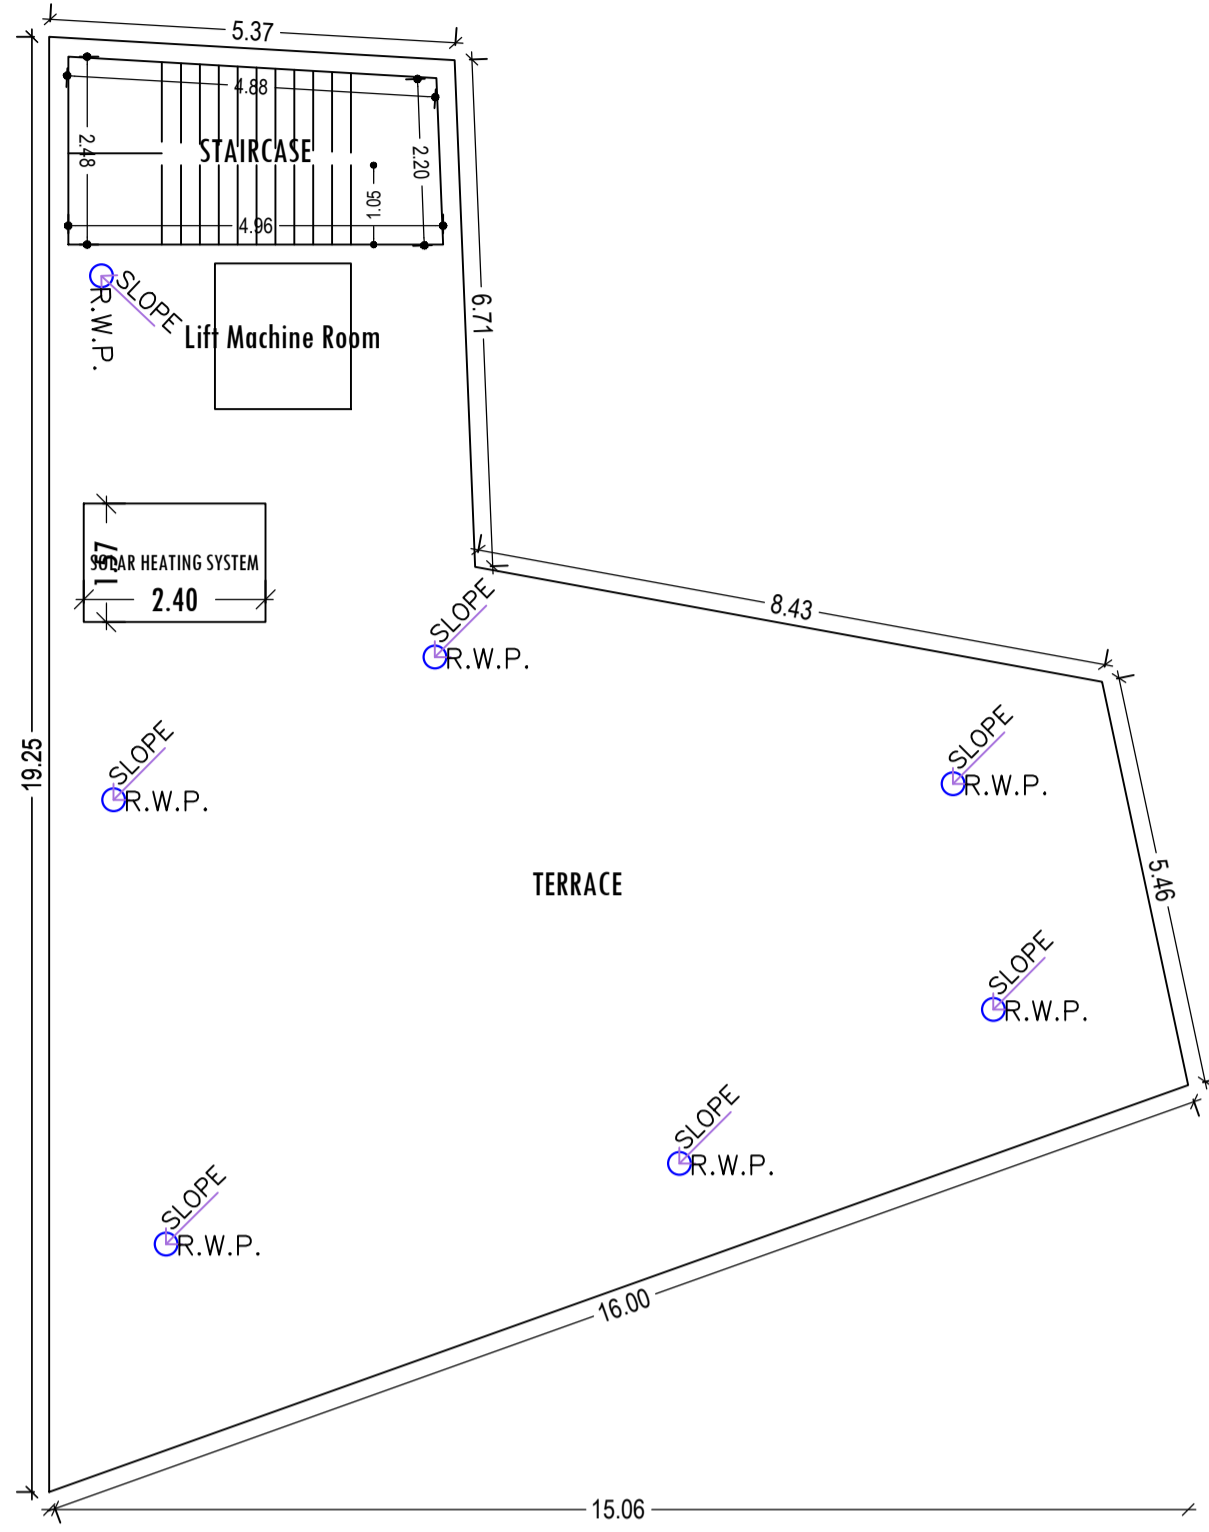 5.37
4.88
2.48
STAIRCASE
2.20
1.05
4.96
SLOPE
R.W.P.
Lift Machine Room
6.71
SOLAR HEATING SYSTEM
2.40
8.43
SLOPE
R.W.P.
SLOPE
R.W.P.
SLOPE
R.W.P.
19.25
TERRACE
5.46
SLOPE
R.W.P.
SLOPE
R.W.P.
SLOPE
R.W.P.
16.00
15.06